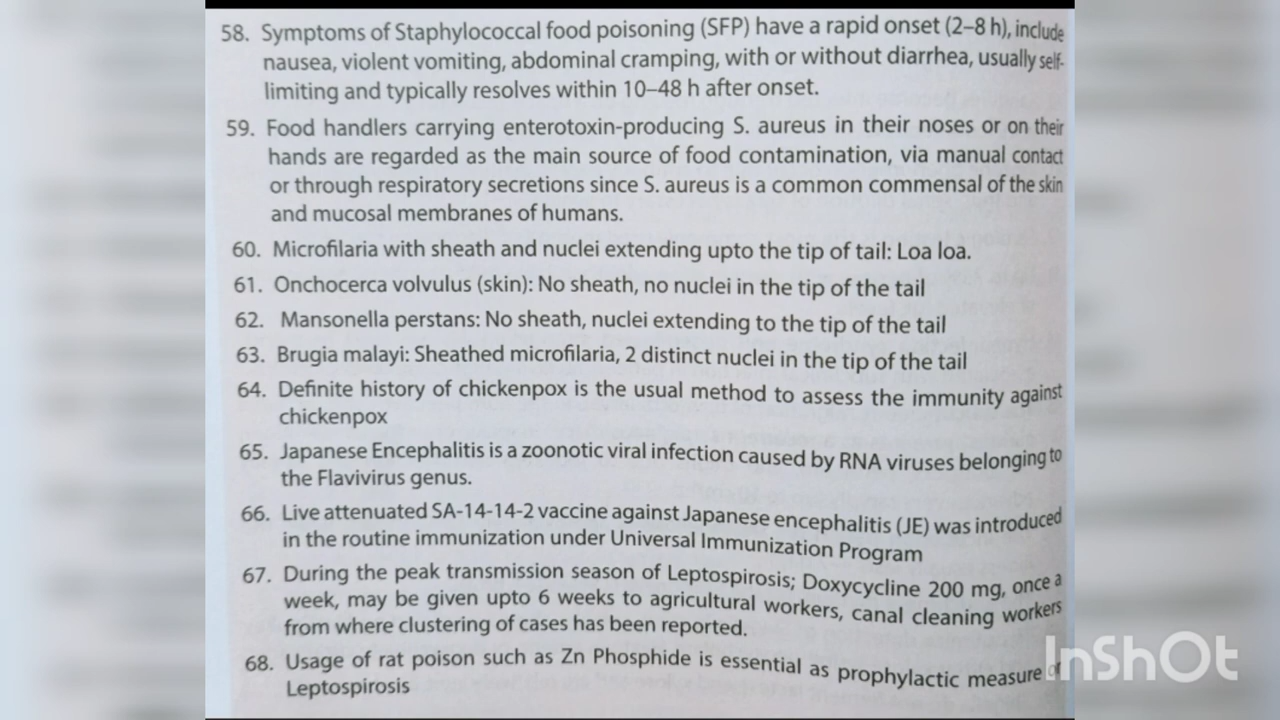 58. Symptoms of Staphylococcal food poisoning (SFP) have a rapid onset (2–8 h), include
nausea, violent vomiting, abdominal cramping, with or without diarrhea, usually self-
limiting and typically resolves within 10–48 h after onset.
59. Food handlers carrying enterotoxin-producing S. aureus in their noses or on their
hands are regarded as the main source of food contamination, via manual contact
or through respiratory secretions since S. aureus is a common commensal of the skin
and mucosal membranes of humans.
60. Microfilaria with sheath and nuclei extending upto the tip of tail: Loa loa.
61. Onchocerca volvulus (skin): No sheath, no nuclei in the tip of the tail
62. Mansonella perstans: No sheath, nuclei extending to the tip of the tail
63. Brugia malayi: Sheathed microfilaria, 2 distinct nuclei in the tip of the tail
64. Definite history of chickenpox is the usual method to assess the immunity against
chickenpox
65. Japanese Encephalitis is a zoonotic viral infection caused by RNA viruses belonging to
the Flavivirus genus.
66. Live attenuated SA-14-14-2 vaccine against Japanese encephalitis (JE) was introduced
in the routine immunization under Universal Immunization Program
67. During the peak transmission season of Leptospirosis; Doxycycline 200 mg, once a
week, may be given upto 6 weeks to agricultural workers, canal cleaning workers
from where clustering of cases has been reported.
68. Usage of rat poison such as Zn Phosphide is essential as prophylactic measure
Leptospirosis
InShOt